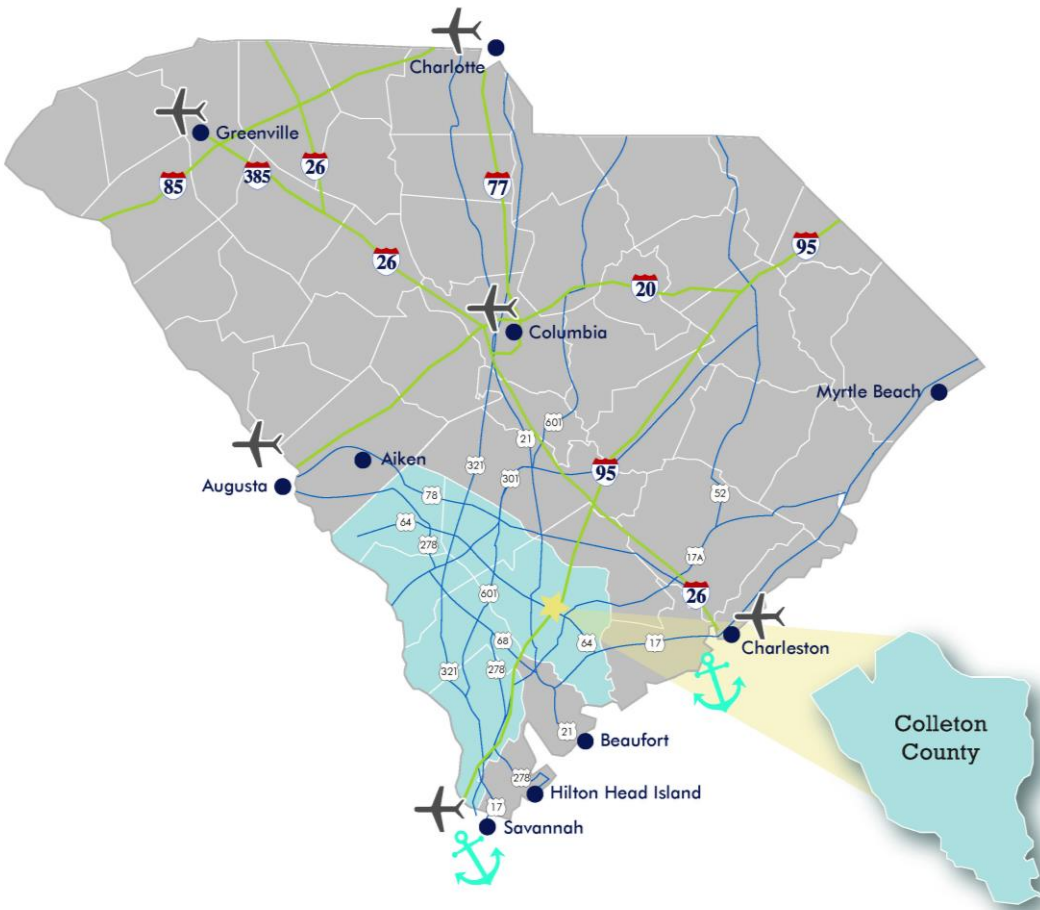 Charlotte
Greenville
85
385
26
77
26
95
20
Columbia
Myrtle Beach
601
21
321
301
95
Aiken
Augusta
78
52
64
278
17A
601
26
68
64
17
Charleston
321
278
Colleton
County
21
Beaufort
278
Hilton Head Island
17
Savannah